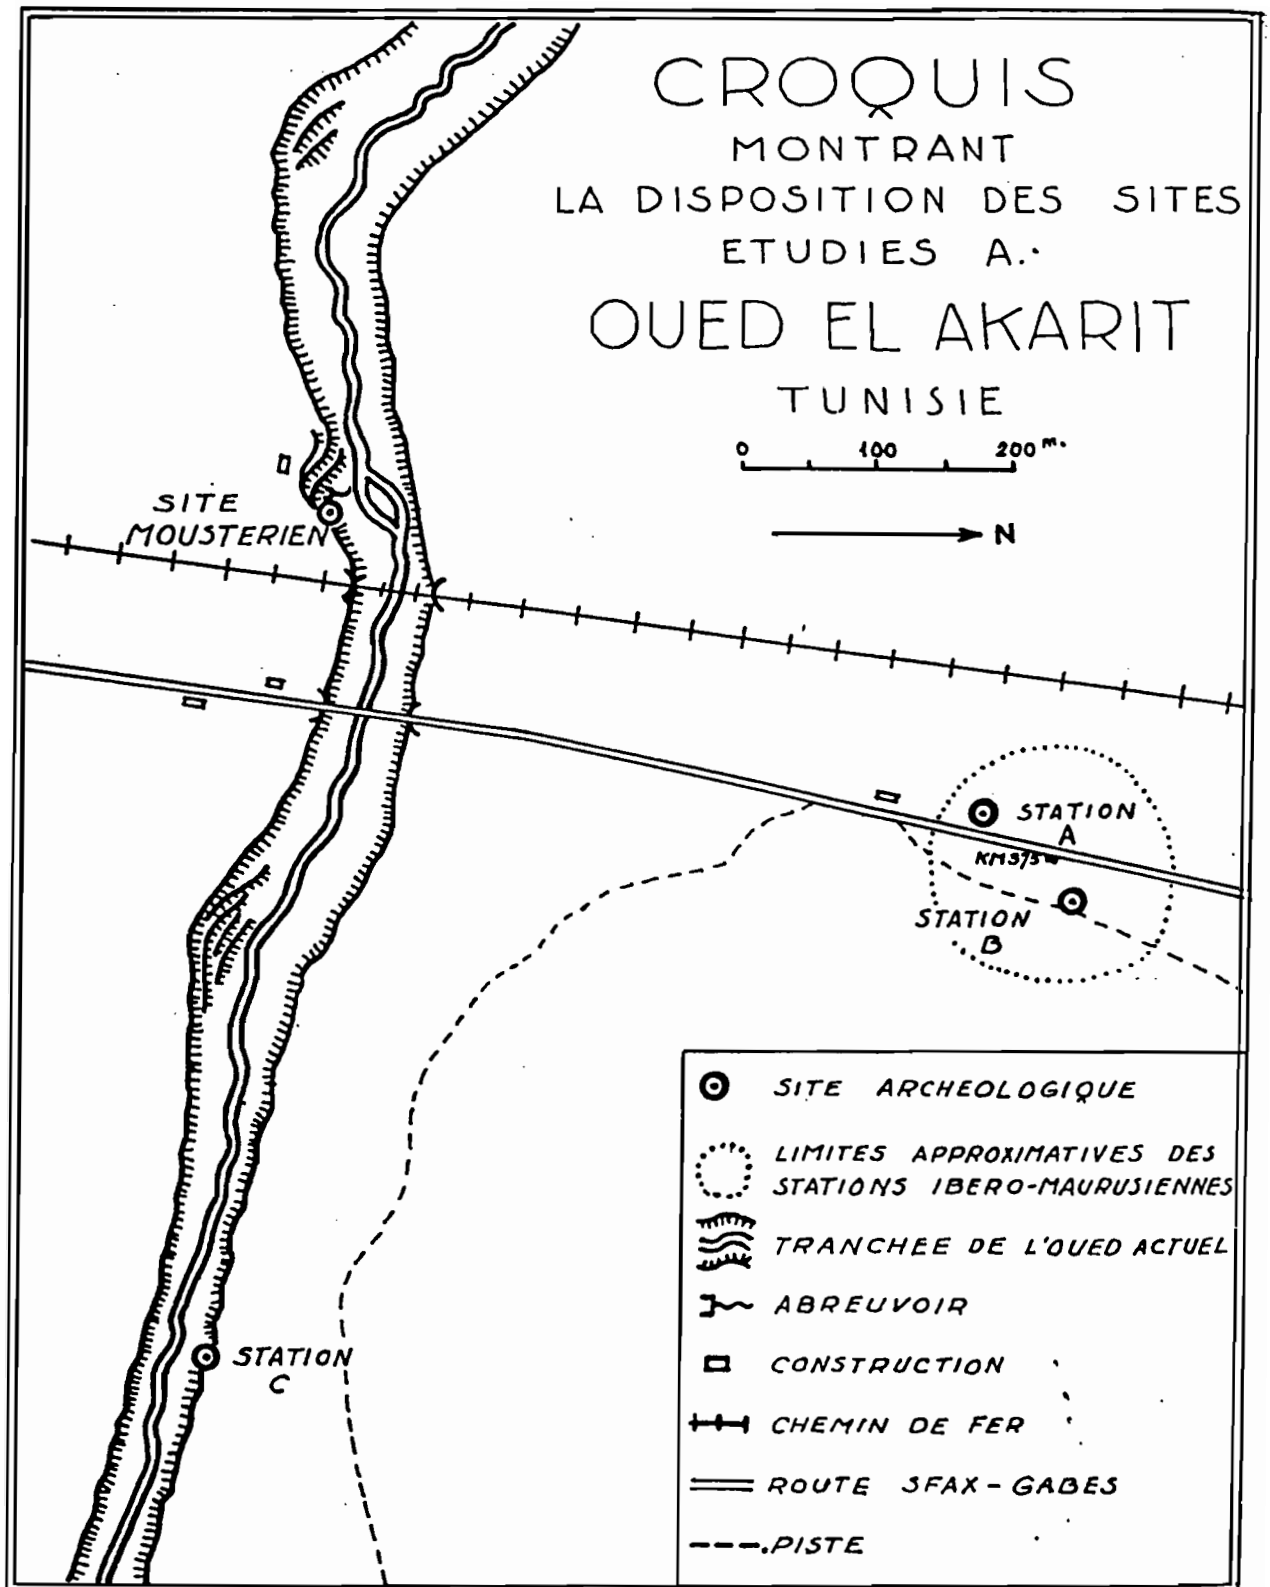 CROQUIS
MONTRANT
LA DISPOSITION DES SITES
ETUDIES A.
OUED EL AKARIT
TUNISIE
0 100 200 m.
N
SITE
MOUSTERIEN
STATION
A
KM375
STATION
B
STATION
C
SITE ARCHEOLOGIQUE
LIMITES APPROXIMATIVES DES
STATIONS IBERO-MAURUSIENNES
TRANCHEE DE L'OUED ACTUEL
ABREUVOIR
CONSTRUCTION
CHEMIN DE FER
ROUTE SFAX-GABES
PISTE